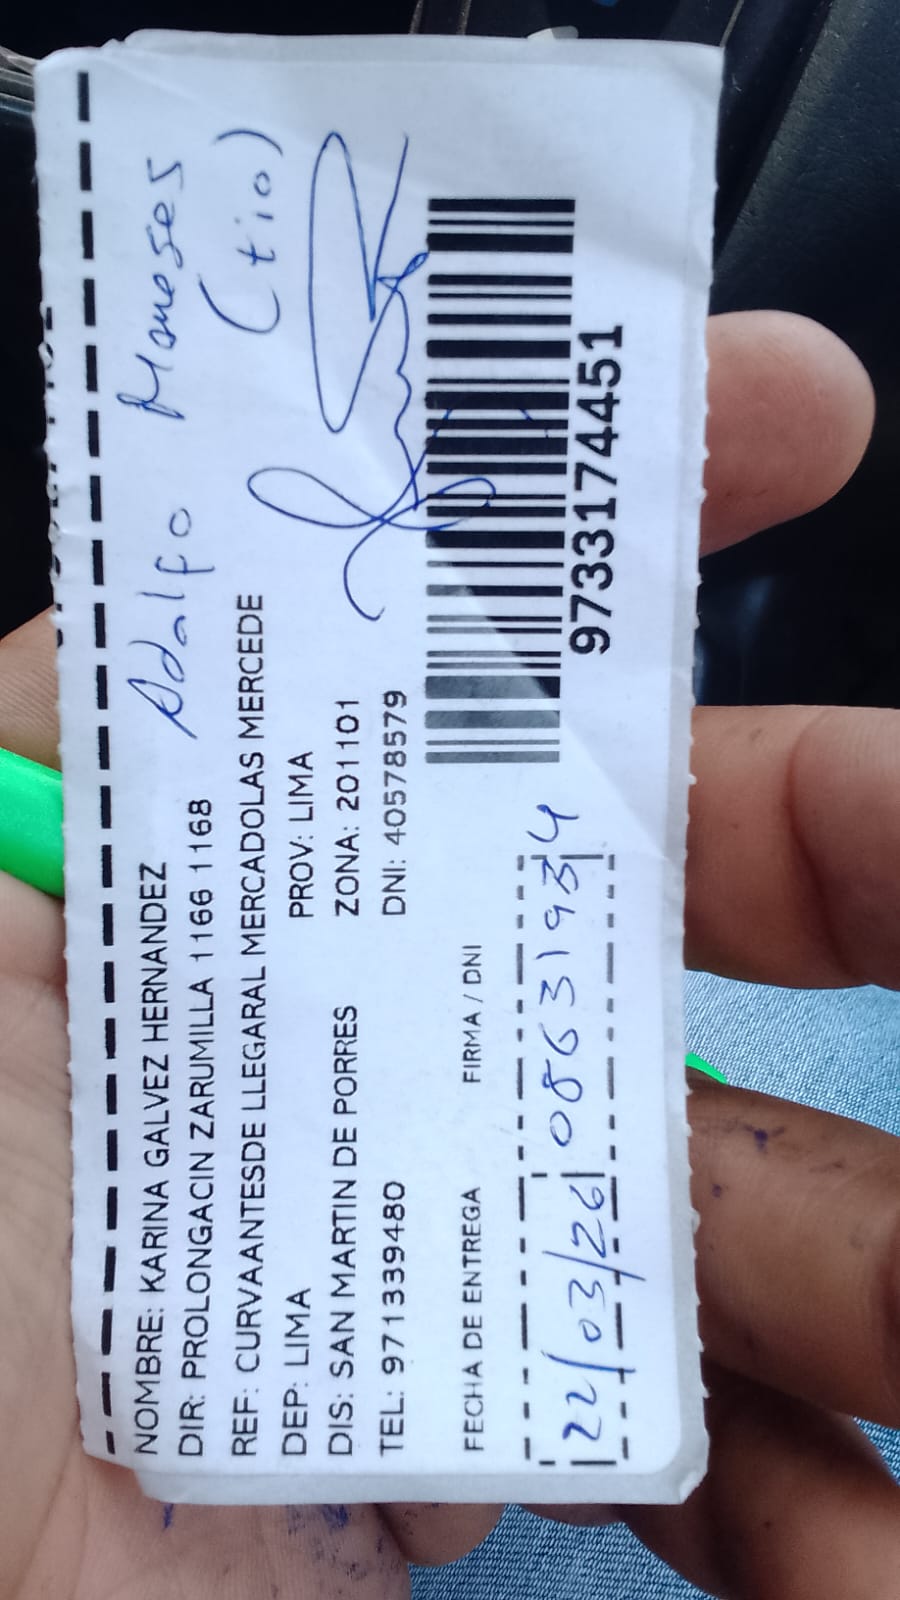 Adalfo Meneses
(tio)
NOMBRE: KARINA GALVEZ HERNANDEZ
DIR: PROLONGACIN ZARUMILLA 1166 1168
REF: CURVAANTESDE LLEGARAL MERCADOLAS MERCEDE
DEP: LIMA PROV: LIMA
DIS: SAN MARTIN DE PORRES ZONA: 201101
TEL: 971339480 DNI: 40578579
9733174451
FECHA DE ENTREGA FIRMA / DNI
22/03/26 08631934